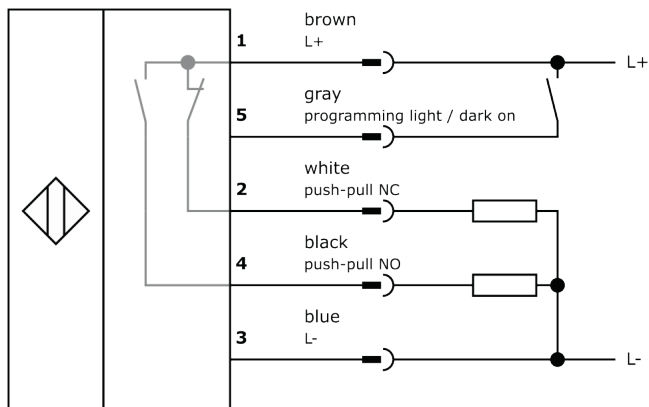 brown
1 L+
L+
gray
5 programming light / dark on
white
2 push-pull NC
black
4 push-pull NO
blue
3 L-
L-